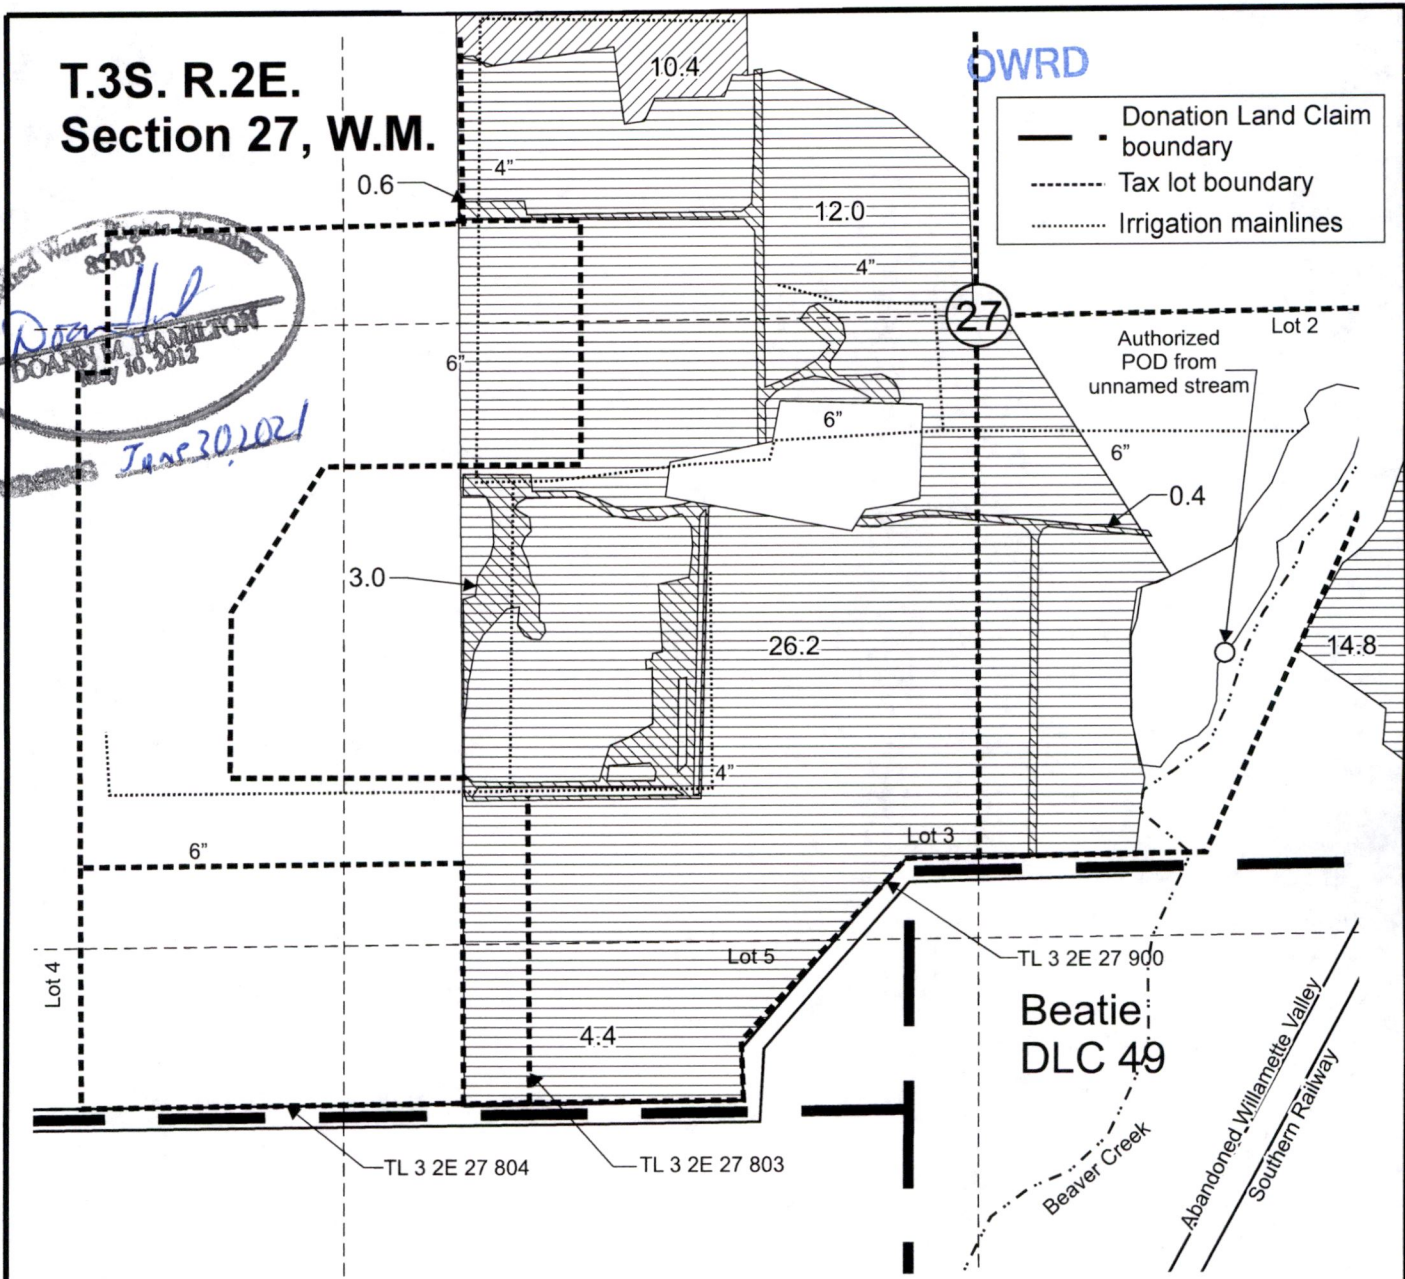 T.3S. R.2E.
Section 27, W.M.
OWRD
Donation Land Claim
boundary
Tax lot boundary
Irrigation mainlines
10.4
4”
0.6
12.0
4”
Water Rights Examiner
DOANN M. HAMILTON
May 10, 2012
June 30, 2021
27
Lot 2
Authorized
POD from
unnamed stream
6”
6”
6”
0.4
3.0
26.2
14.8
4”
6”
Lot 3
Lot 4
Lot 5
TL 3 2E 27 900
Beatie
DLC 49
4.4
TL 3 2E 27 804
TL 3 2E 27 803
Beaver Creek
Abandoned Willamette Valley
Southern Railway